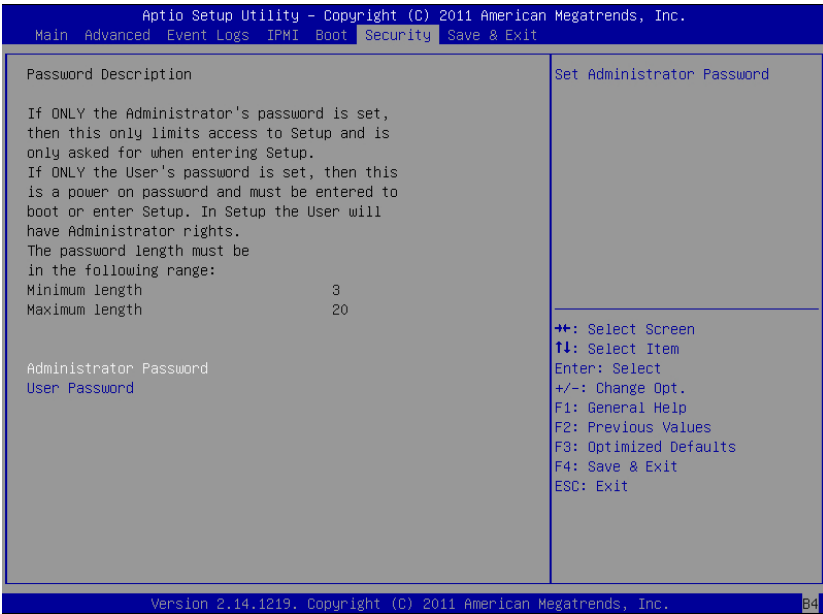 Aptio Setup Utility – Copyright (C) 2011 American Megatrends, Inc.
Main Advanced Event Logs IPMI Boot Security Save & Exit
Password Description
If ONLY the Administrator's password is set,
then this only limits access to Setup and is
only asked for when entering Setup.
If ONLY the User's password is set, then this
is a power on password and must be entered to
boot or enter Setup. In Setup the User will
have Administrator rights.
The password length must be
in the following range:
Minimum length 3
Maximum length 20
Administrator Password
User Password
Set Administrator Password
→←: Select Screen
↑↓: Select Item
Enter: Select
+/-: Change Opt.
F1: General Help
F2: Previous Values
F3: Optimized Defaults
F4: Save & Exit
ESC: Exit
Version 2.14.1219. Copyright (C) 2011 American Megatrends, Inc.
B4